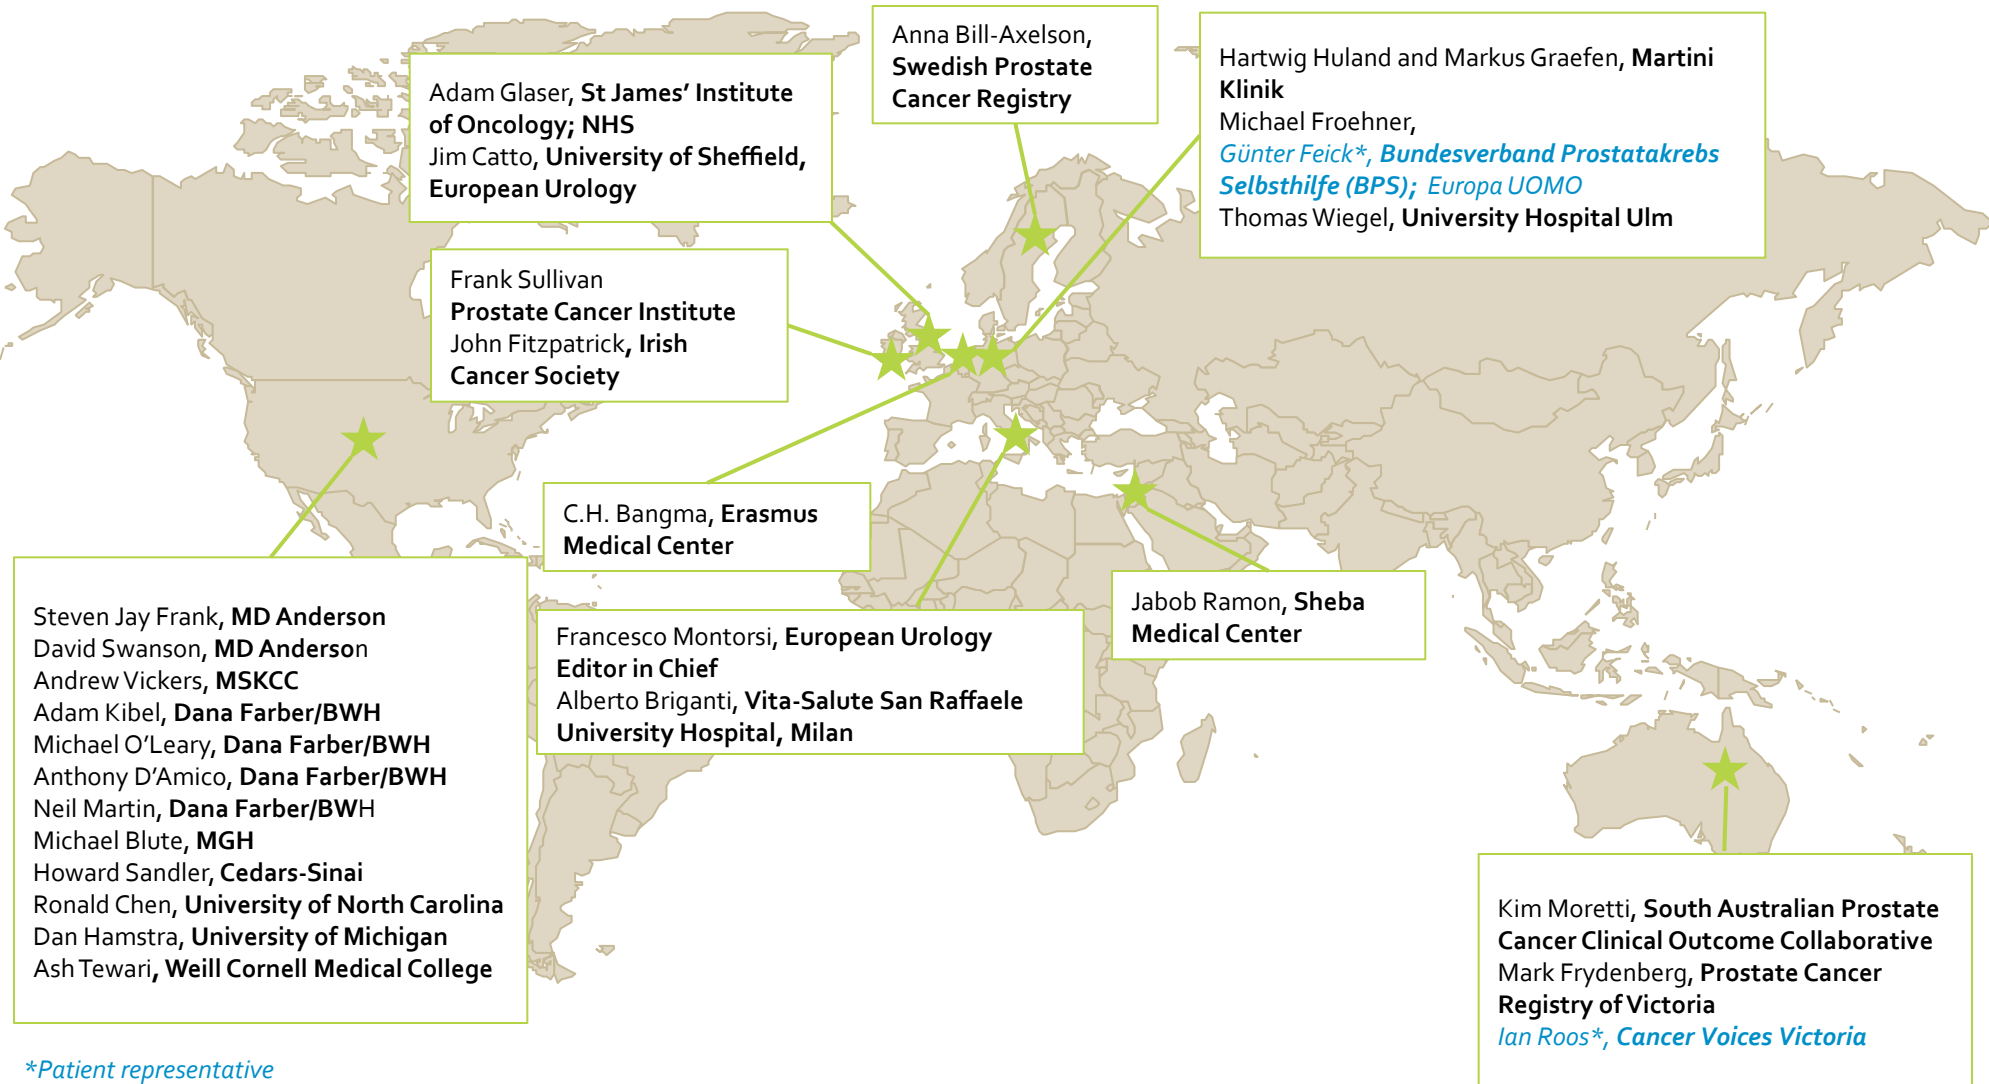 Adam Glaser, St James’ Institute
of Oncology; NHS
Jim Catto, University of Sheffield,
European Urology
Anna Bill-Axelson,
Swedish Prostate
Cancer Registry
Hartwig Huland and Markus Graefen, Martini
Klinik
Michael Froehner,
Günter Feick*, Bundesverband Prostatakrebs
Selbsthilfe (BPS); Europa UOMO
Thomas Wiegel, University Hospital Ulm
Frank Sullivan
Prostate Cancer Institute
John Fitzpatrick, Irish
Cancer Society
C.H. Bangma, Erasmus
Medical Center
Jabob Ramon, Sheba
Medical Center
Francesco Montorsi, European Urology
Editor in Chief
Alberto Briganti, Vita-Salute San Raffaele
University Hospital, Milan
Steven Jay Frank, MD Anderson
David Swanson, MD Anderson
Andrew Vickers, MSKCC
Adam Kibel, Dana Farber/BWH
Michael O’Leary, Dana Farber/BWH
Anthony D’Amico, Dana Farber/BWH
Neil Martin, Dana Farber/BWH
Michael Blute, MGH
Howard Sandler, Cedars-Sinai
Ronald Chen, University of North Carolina
Dan Hamstra, University of Michigan
Ash Tewari, Weill Cornell Medical College
Kim Moretti, South Australian Prostate
Cancer Clinical Outcome Collaborative
Mark Frydenberg, Prostate Cancer
Registry of Victoria
Ian Roos*, Cancer Voices Victoria
*Patient representative